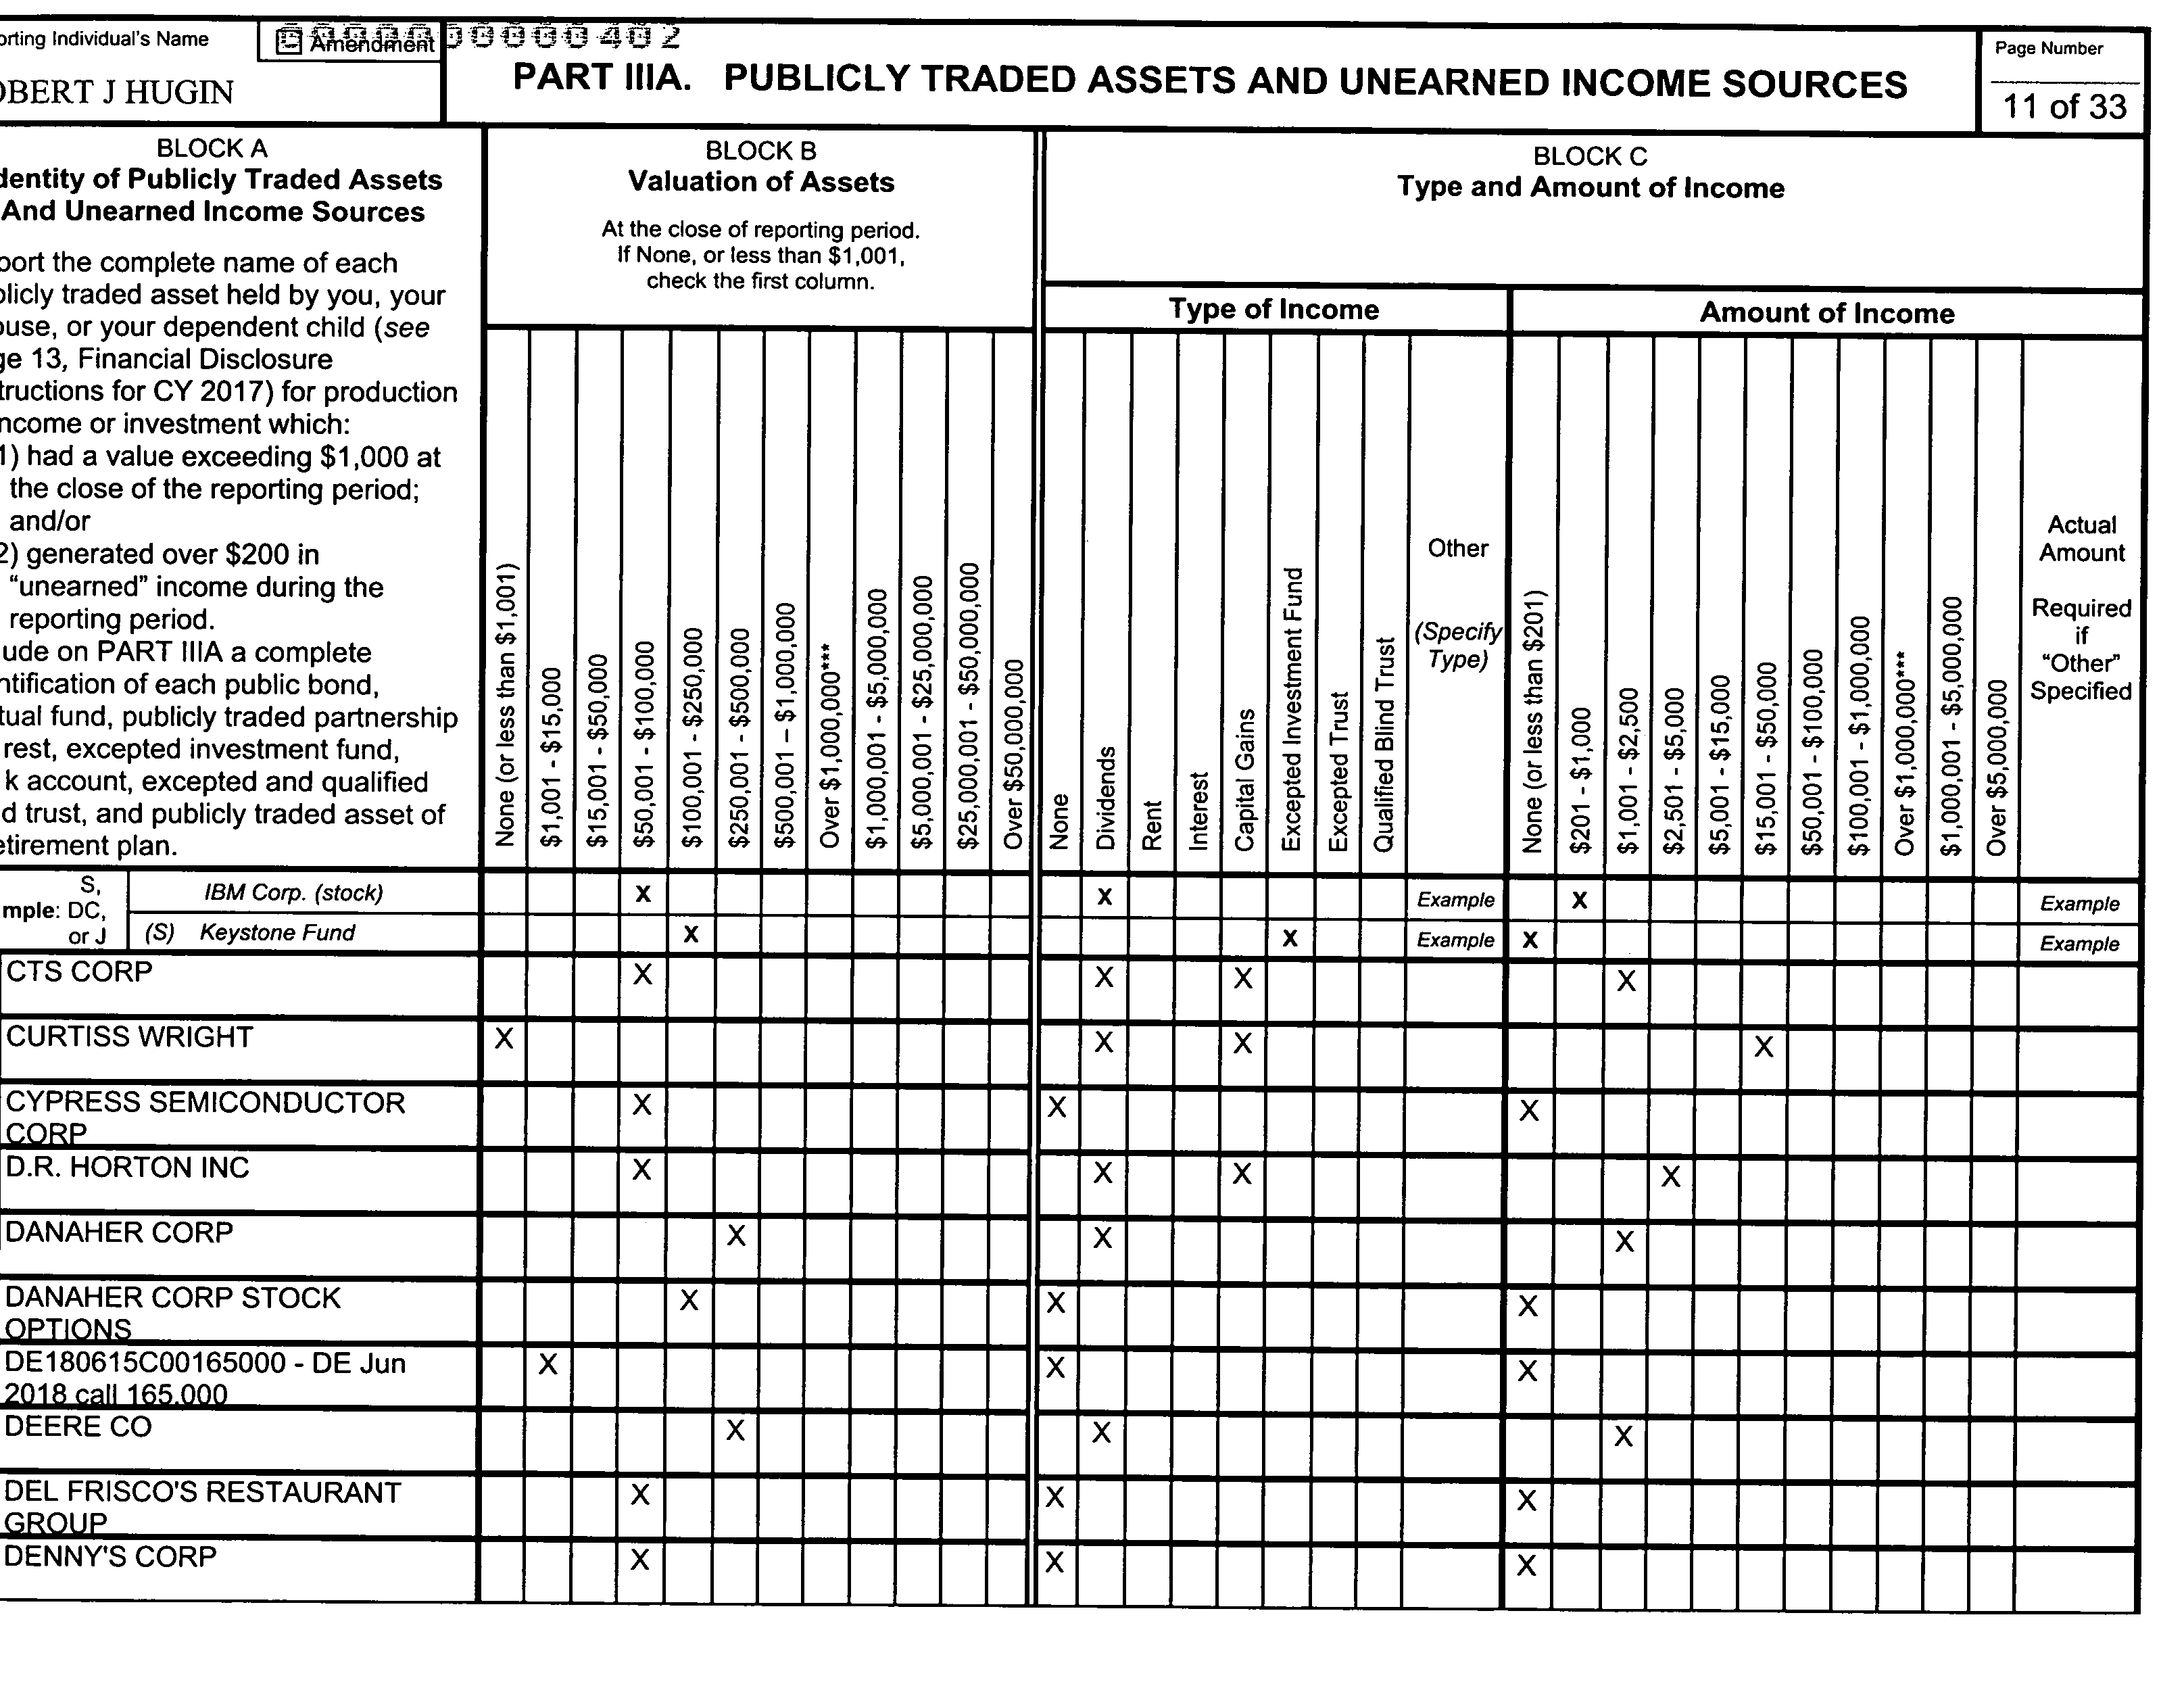 orting Individual's Name
Amendment
000000000402
OBERT J HUGIN
PART IIIA. PUBLICLY TRADED ASSETS AND UNEARNED INCOME SOURCES
Page Number
11 of 33
BLOCK A
dentity of Publicly Traded Assets
And Unearned Income Sources
port the complete name of each
blicly traded asset held by you, your
ouse, or your dependent child (see
ge 13, Financial Disclosure
tructions for CY 2017) for production
ncome or investment which:
1) had a value exceeding $1,000 at
the close of the reporting period;
and/or
2) generated over $200 in
“unearned” income during the
reporting period.
ude on PART IIIA a complete
ntification of each public bond,
tual fund, publicly traded partnership
rest, excepted investment fund,
k account, excepted and qualified
d trust, and publicly traded asset of
etirement plan.
BLOCK B
Valuation of Assets
At the close of reporting period.
If None, or less than $1,001,
check the first column.
None (or less than $1,001)
$1,001 - $15,000
$15,001 - $50,000
$50,001 - $100,000
$100,001 - $250,000
$250,001 - $500,000
$500,001 – $1,000,000
Over $1,000,000***
$1,000,001 - $5,000,000
$5,000,001 - $25,000,000
$25,000,001 - $50,000,000
Over $50,000,000
BLOCK C
Type and Amount of Income
Type of Income
None
Dividends
Rent
Interest
Capital Gains
Excepted Investment Fund
Excepted Trust
Qualified Blind Trust
Other
(Specify
Type)
Amount of Income
None (or less than $201)
$201 - $1,000
$1,001 - $2,500
$2,501 - $5,000
$5,001 - $15,000
$15,001 - $50,000
$50,001 - $100,000
$100,001 - $1,000,000
Over $1,000,000***
$1,000,001 - $5,000,000
Over $5,000,000
Actual
Amount
Required
if
“Other”
Specified
mple:
S,
DC,
or J
IBM Corp. (stock) X X Example X Example
(S) Keystone Fund X X Example X Example
CTS CORP X X X X
CURTISS WRIGHT X X X X
CYPRESS SEMICONDUCTOR X X X
CORP
D.R. HORTON INC X X X X
DANAHER CORP X X X
DANAHER CORP STOCK X X X
OPTIONS
DE180615C00165000 - DE Jun X X X
2018 call 165.000
DEERE CO X X X
DEL FRISCO'S RESTAURANT X X X
GROUP
DENNY'S CORP X X X